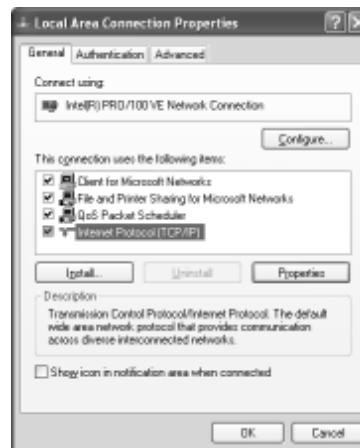 Local Area Connection Properties
General Authentication Advanced
Connect using:
Intel(R) PRO/100 VE Network Connection
Configure...
This connection uses the following items:
Client for Microsoft Networks
File and Printer Sharing for Microsoft Networks
QoS Packet Scheduler
Internet Protocol (TCP/IP)
Install... Uninstall Properties
Description
Transmission Control Protocol/Internet Protocol. The default
wide area network protocol that provides communication
across diverse interconnected networks.
Show icon in notification area when connected
OK Cancel